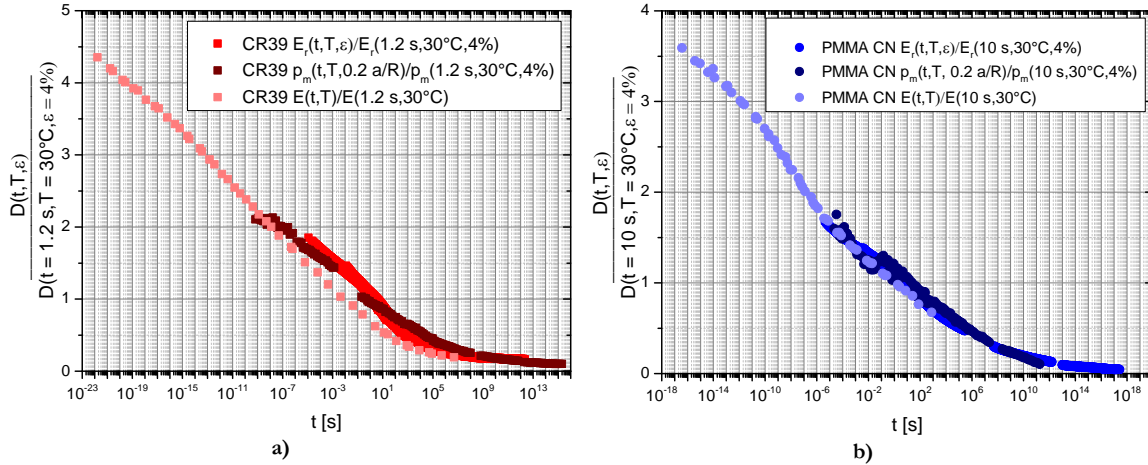 a)
5
4
3
2
1
0
D(t,T,ε)
D(t = 1.2 s,T = 30°C,ε = 4%)
CR39 E_r(t,T,ε)/E_r(1.2 s,30°C,4%)
CR39 p_m(t,T,0.2 a/R)/p_m(1.2 s,30°C,4%)
CR39 E(t,T)/E(1.2 s,30°C)
10^-23 10^-19 10^-15 10^-11 10^-7 10^-3 10^1 10^5 10^9 10^13
t [s]
a)
b)
4
3
2
1
0
D(t,T,ε)
D(t = 10 s,T = 30°C,ε = 4%)
PMMA CN E_r(t,T,ε)/E_r(10 s,30°C,4%)
PMMA CN p_m(t,T, 0.2 a/R)/p_m(10 s,30°C,4%)
PMMA CN E(t,T)/E(10 s,30°C)
10^-18 10^-14 10^-10 10^-6 10^-2 10^2 10^6 10^10 10^14 10^18
t [s]
b)